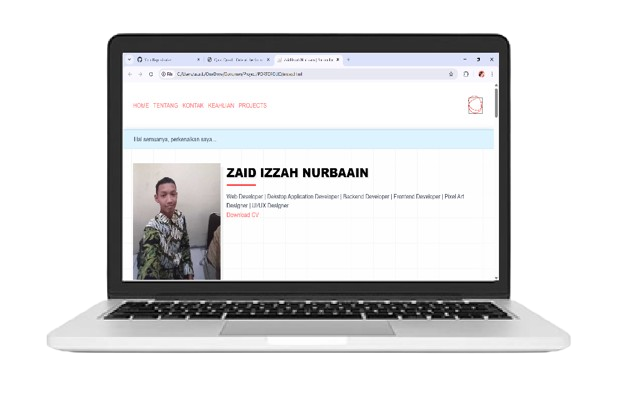 HOME TENTANG KONTAK KEAHLIAN PROJECTS
Hai semuanya, perkenalkan saya...
ZAID IZZAH NURBAAIN
Web Developer | Dekstop Application Developer | Backend Developer | Frontend Developer | Pixel Art
Designer | UI/UX Designer
Download CV